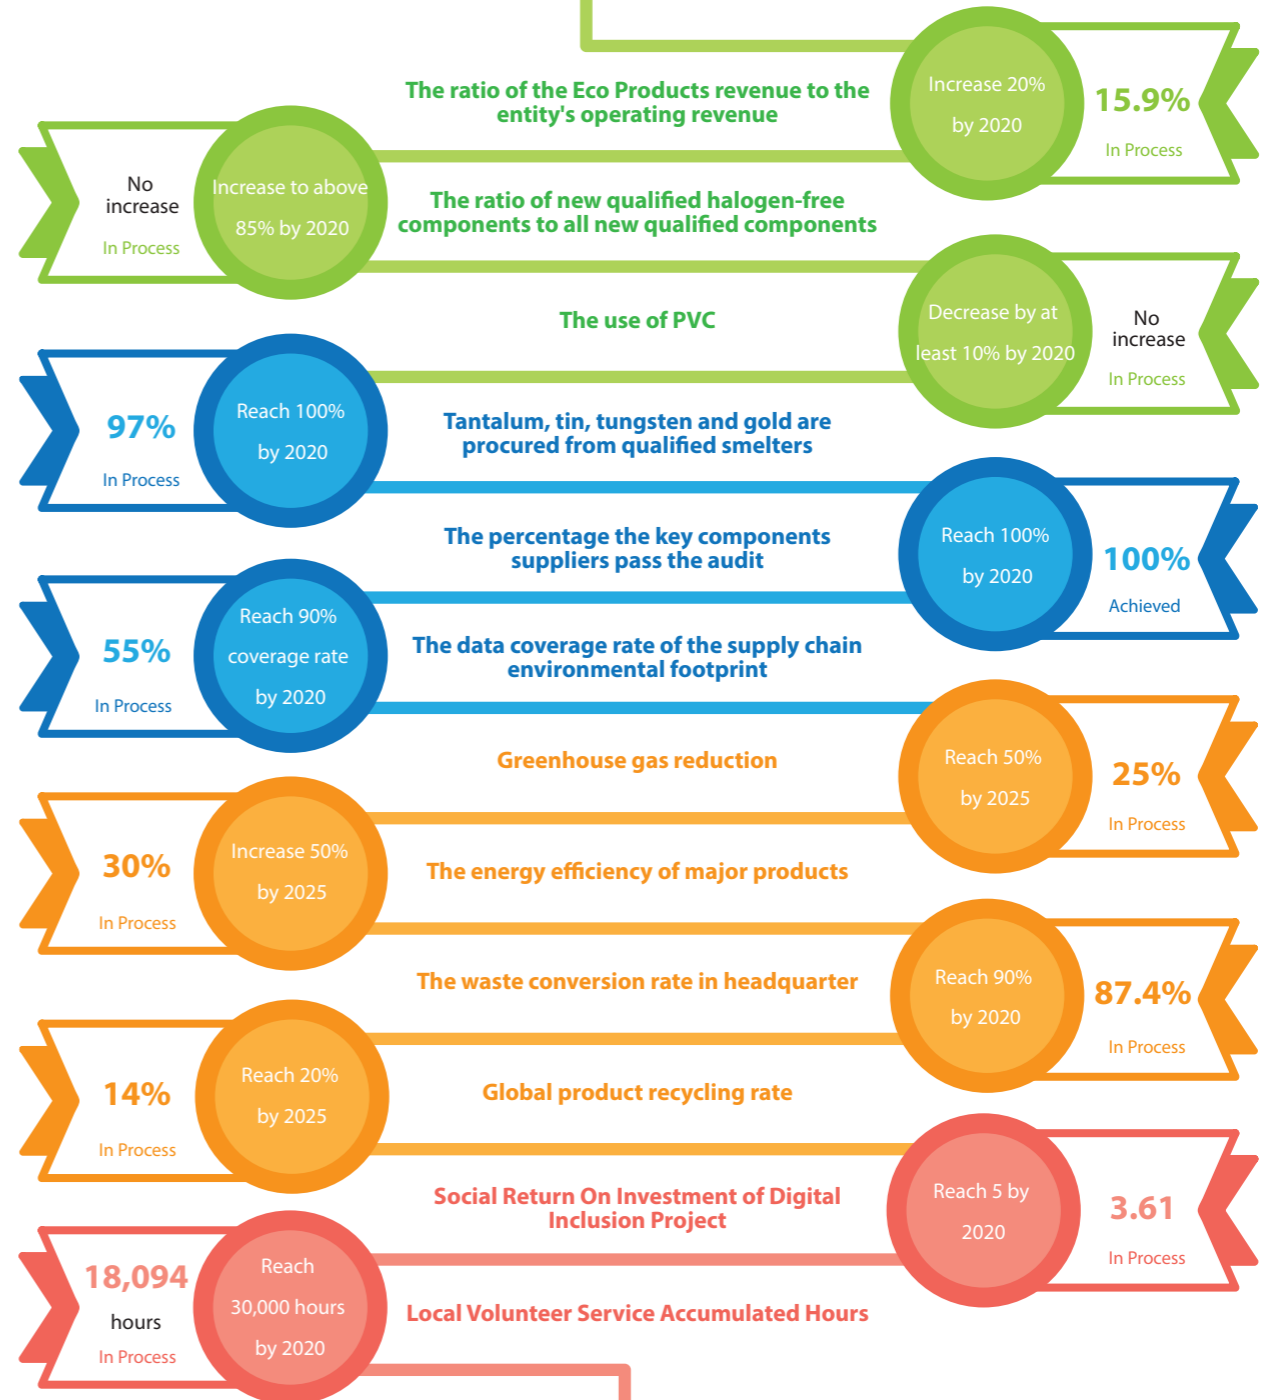 The ratio of the Eco Products revenue to the
entity's operating revenue
Increase 20%
by 2020
15.9%
In Process
No
increase
In Process
Increase to above
85% by 2020
The ratio of new qualified halogen-free
components to all new qualified components
The use of PVC
Decrease by at
least 10% by 2020
No
increase
In Process
97%
In Process
Reach 100%
by 2020
Tantalum, tin, tungsten and gold are
procured from qualified smelters
The percentage the key components
suppliers pass the audit
Reach 100%
by 2020
100%
Achieved
55%
In Process
Reach 90%
coverage rate
by 2020
The data coverage rate of the supply chain
environmental footprint
Greenhouse gas reduction
Reach 50%
by 2025
25%
In Process
30%
In Process
Increase 50%
by 2025
The energy efficiency of major products
The waste conversion rate in headquarter
Reach 90%
by 2020
87.4%
In Process
14%
In Process
Reach 20%
by 2025
Global product recycling rate
Social Return On Investment of Digital
Inclusion Project
Reach 5 by
2020
3.61
In Process
18,094
hours
In Process
Reach
30,000 hours
by 2020
Local Volunteer Service Accumulated Hours